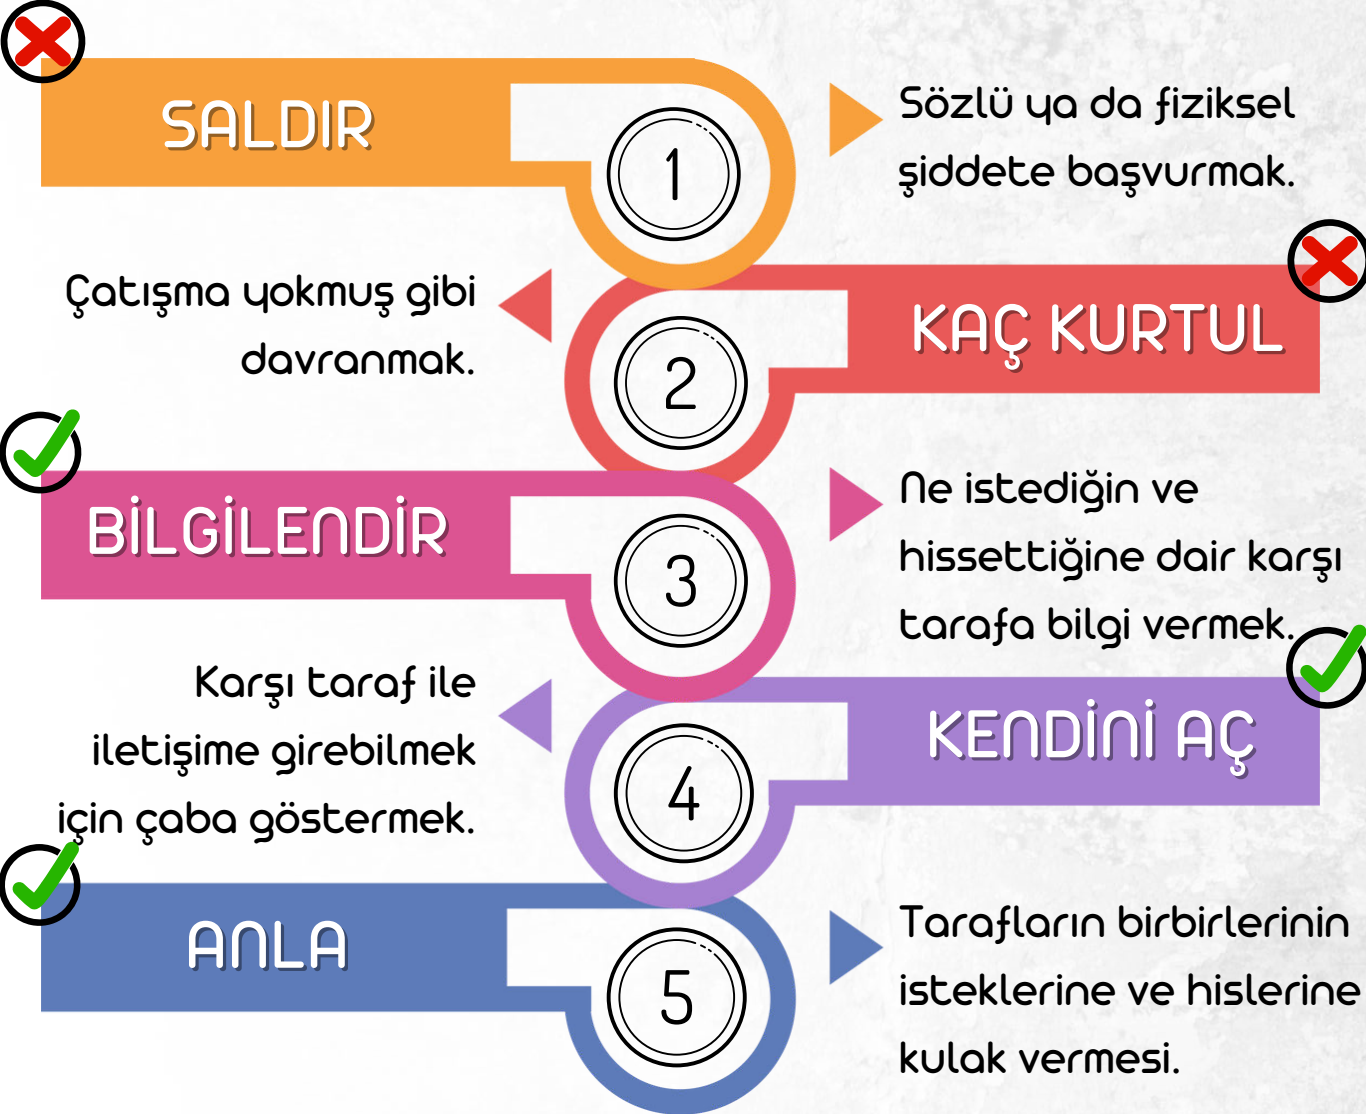 SALDIR
1
Sözlü ya da fiziksel
şiddete başvurmak.
Çatışma yokmuş gibi
davranmak.
2
KAÇ KURTUL
BİLGİLENDİR
3
Ne istediğin ve
hissettiğine dair karşı
tarafa bilgi vermek.
Karşı taraf ile
iletişime girebilmek
için çaba göstermek.
4
KENDİNİ AÇ
ANLA
5
Tarafların birbirlerinin
isteklerine ve hislerine
kulak vermesi.